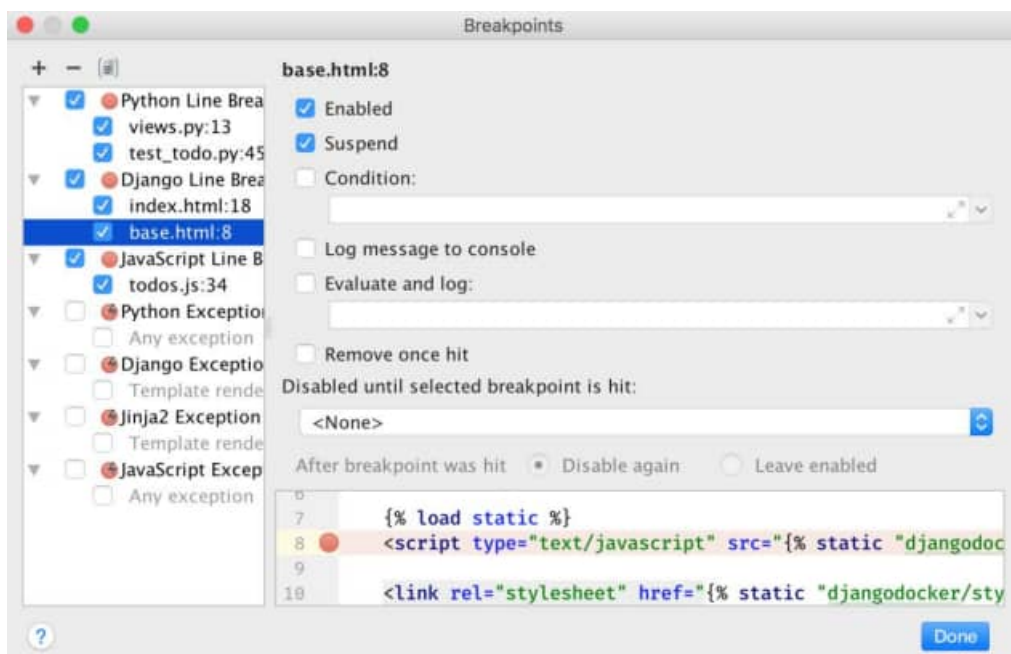 Breakpoints
+ −
Python Line Brea
views.py:13
test_todo.py:45
Django Line Brea
index.html:18
base.html:8
JavaScript Line B
todos.js:34
Python Exception
Any exception
Django Exceptio
Template rende
Jinja2 Exception
Template rende
JavaScript Excep
Any exception
base.html:8
Enabled
Suspend
Condition:
Log message to console
Evaluate and log:
Remove once hit
Disabled until selected breakpoint is hit:
<None>
After breakpoint was hit Disable again Leave enabled
6
7 {% load static %}
8 <script type="text/javascript" src="{% static "djangodoc
9
10 <link rel="stylesheet" href="{% static "djangodocker/sty
?
Done